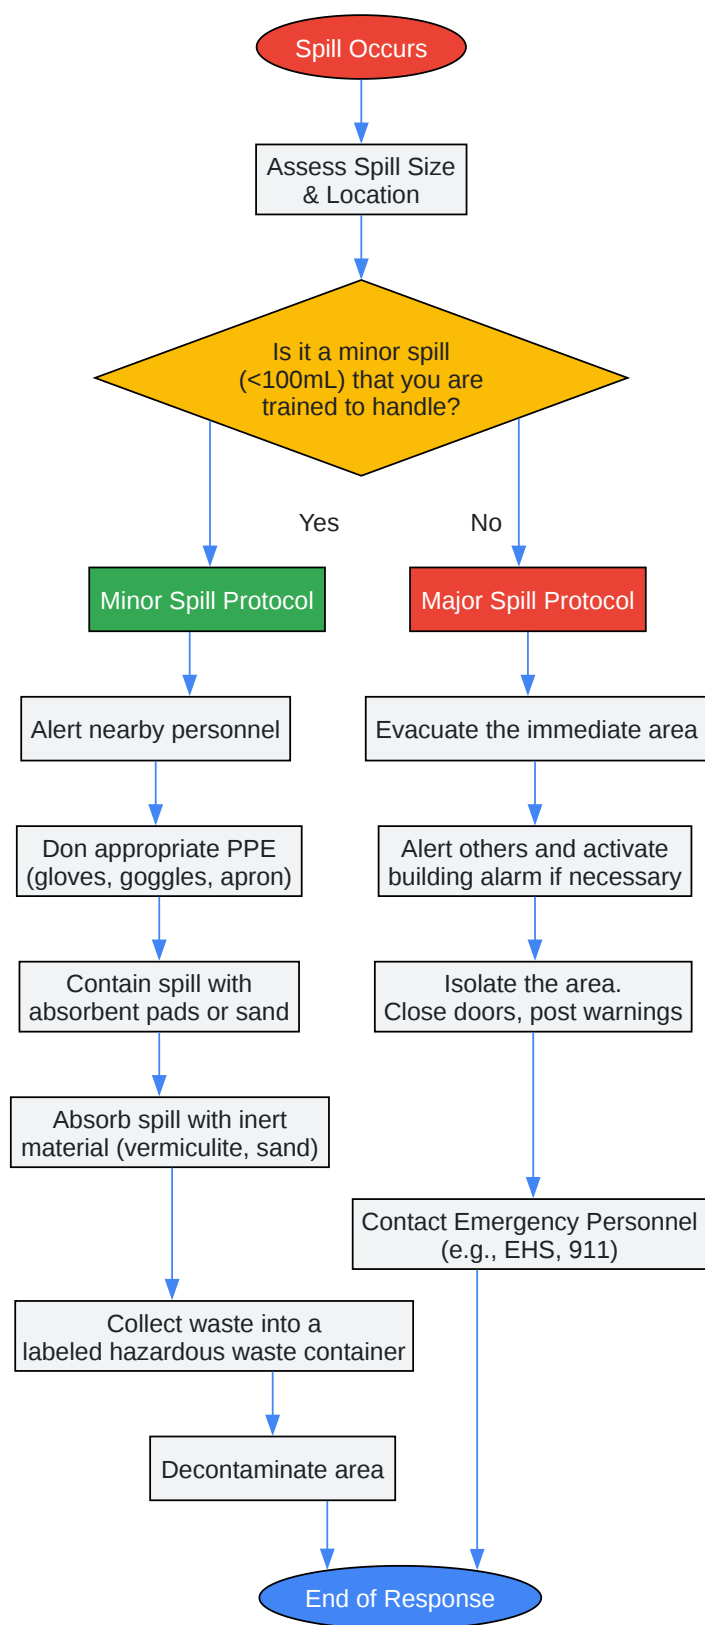 Spill Occurs
Assess Spill Size
& Location
Is it a minor spill
(<100mL) that you are
trained to handle?
Yes
No
Minor Spill Protocol
Major Spill Protocol
Alert nearby personnel
Evacuate the immediate area
Don appropriate PPE
(gloves, goggles, apron)
Alert others and activate
building alarm if necessary
Contain spill with
absorbent pads or sand
Isolate the area.
Close doors, post warnings
Absorb spill with inert
material (vermiculite, sand)
Contact Emergency Personnel
(e.g., EHS, 911)
Collect waste into a
labeled hazardous waste container
Decontaminate area
End of Response